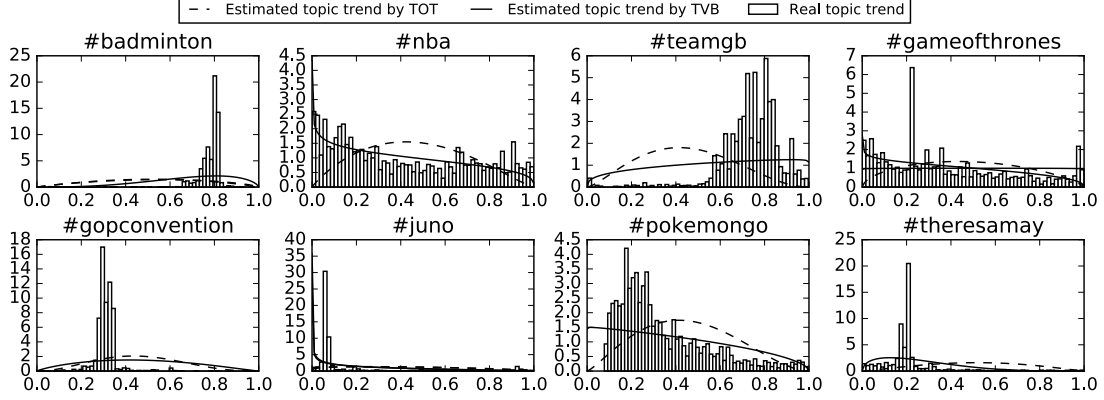 Estimated topic trend by TOT Estimated topic trend by TVB Real topic trend
#badminton #nba #teamgb #gameofthrones
25 4.5 6 7
20 4.0 5 6
15 3.5 4 5
10 3.0 3 4
5 2.5 2 3
0 2.0 1 2
1.5 0 1
1.0 0
0.5
0.0
0.0 0.2 0.4 0.6 0.8 1.0 0.0 0.2 0.4 0.6 0.8 1.0 0.0 0.2 0.4 0.6 0.8 1.0 0.0 0.2 0.4 0.6 0.8 1.0
#gopconvention #juno #pokemongo #theresamay
18 40 4.5 25
16 35 4.0 20
14 30 3.5 15
12 25 3.0 10
10 20 2.5 5
8 15 2.0 0
6 10 1.5
4 5 1.0
2 0 0.5
0 0.0
0.0 0.2 0.4 0.6 0.8 1.0 0.0 0.2 0.4 0.6 0.8 1.0 0.0 0.2 0.4 0.6 0.8 1.0 0.0 0.2 0.4 0.6 0.8 1.0